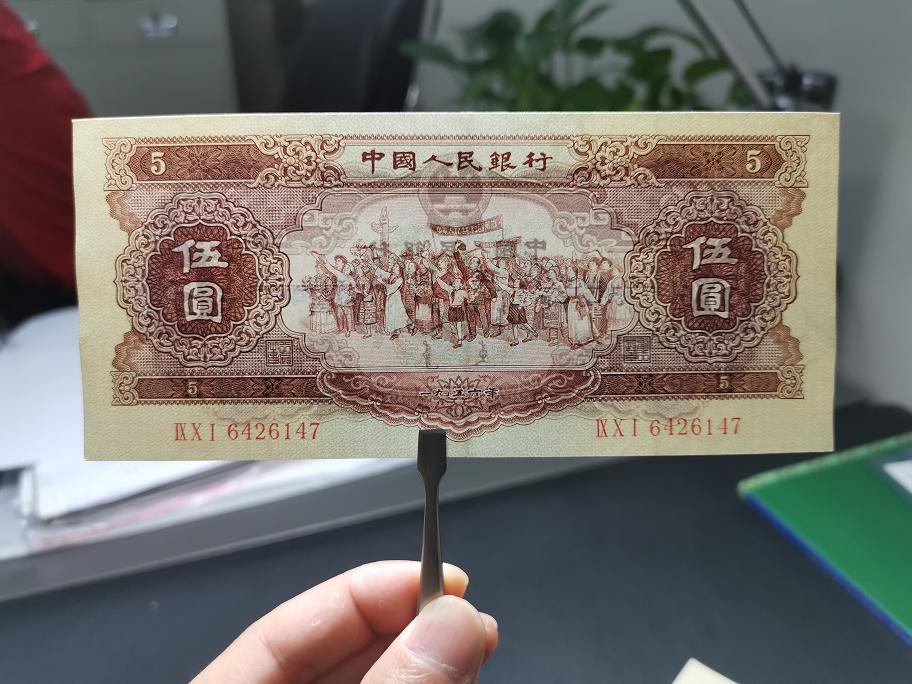 5 中國人民銀行 5
伍圓 伍圓
5 一九五六年 5
ⅨⅩⅠ 6426147 ⅨⅩⅠ 6426147